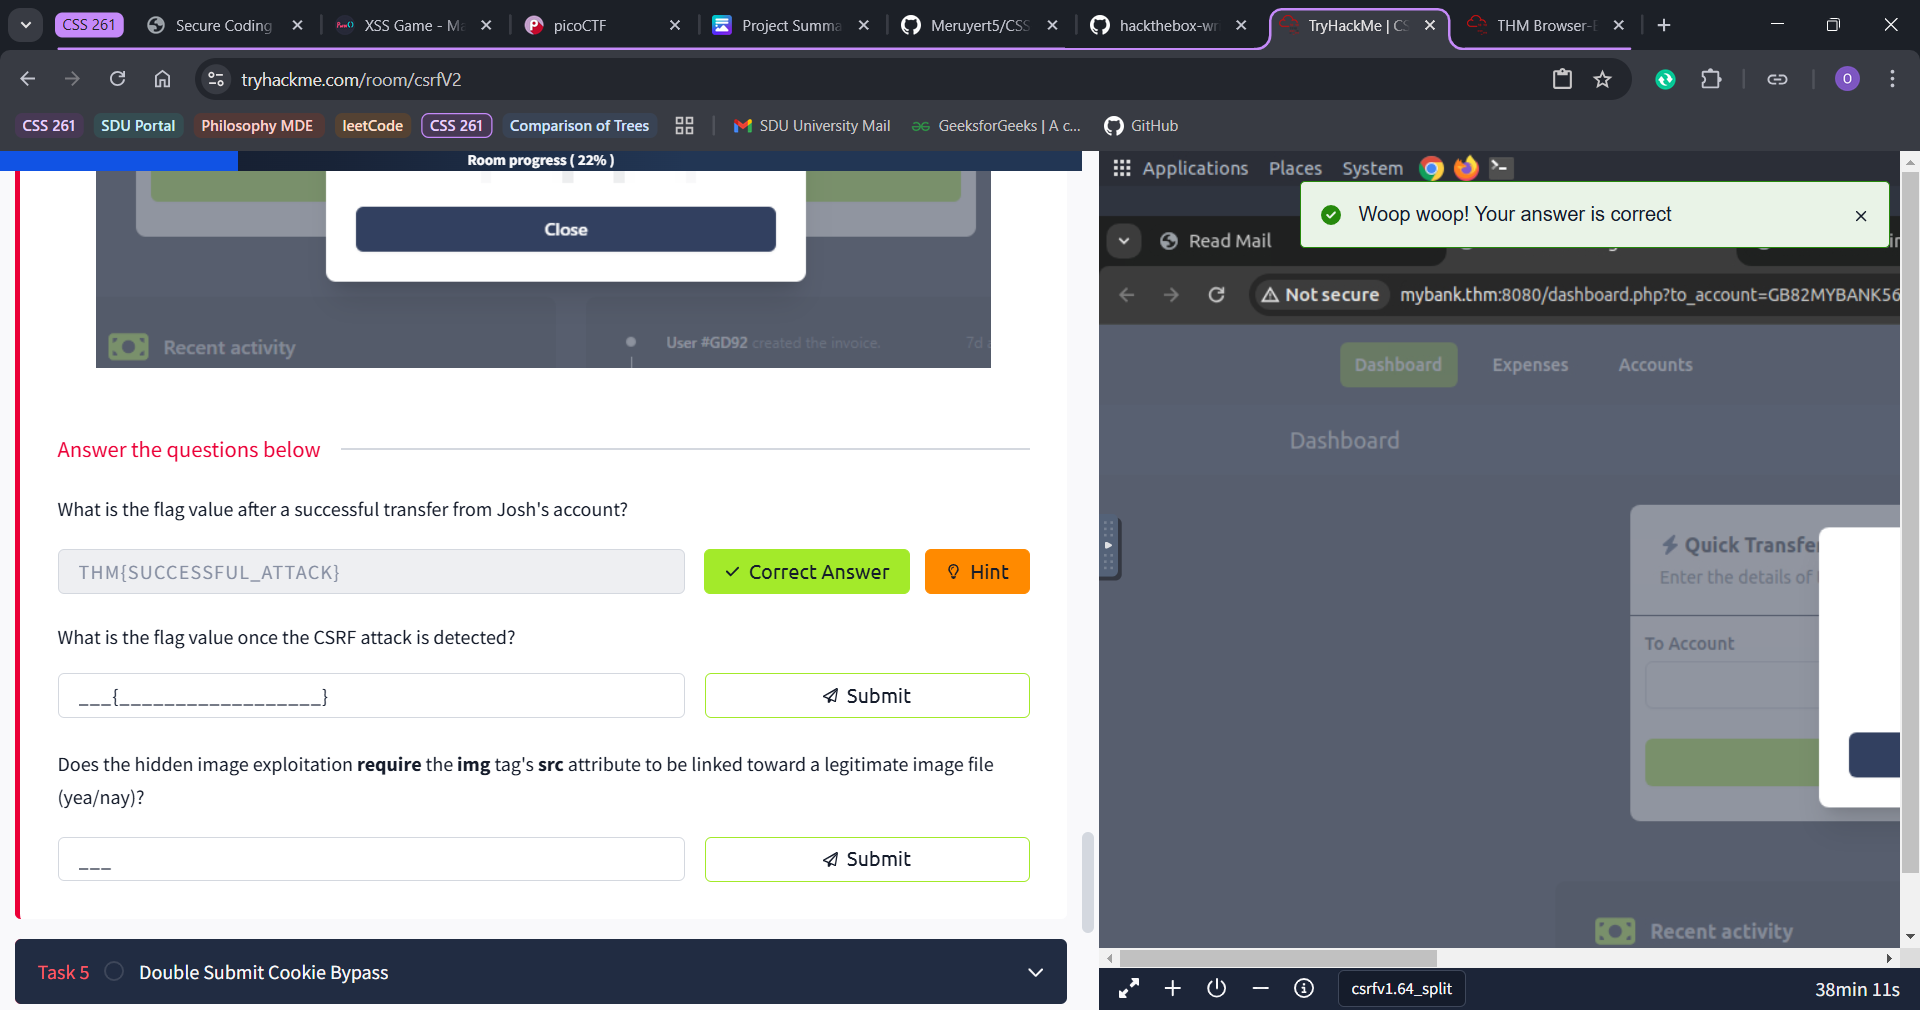 CSS 261
Secure Coding
XSS Game - Ma
picoCTF
Project Summa
Meruyert5/CSS
hackthebox-wri
TryHackMe | CS
THM Browser-
tryhackme.com/room/csrfV2
O
CSS 261
SDU Portal
Philosophy MDE
leetCode
CSS 261
Comparison of Trees
SDU University Mail
GeeksforGeeks | A c...
GitHub
Room progress ( 22% )
Close
Recent activity
User #GD92 created the invoice.
7d a
Answer the questions below
What is the flag value after a successful transfer from Josh's account?
THM{SUCCESSFUL_ATTACK}
Correct Answer
Hint
What is the flag value once the CSRF attack is detected?
___{__________________}
Submit
Does the hidden image exploitation require the img tag's src attribute to be linked toward a legitimate image file
(yea/nay)?
___
Submit
Task 5
Double Submit Cookie Bypass
Applications
Places
System
Woop woop! Your answer is correct
Read Mail
Not secure
mybank.thm:8080/dashboard.php?to_account=GB82MYBANK56
Dashboard
Expenses
Accounts
Dashboard
Quick Transfer
Enter the details of
To Account
Recent activity
csrfv1.64_split
38min 11s